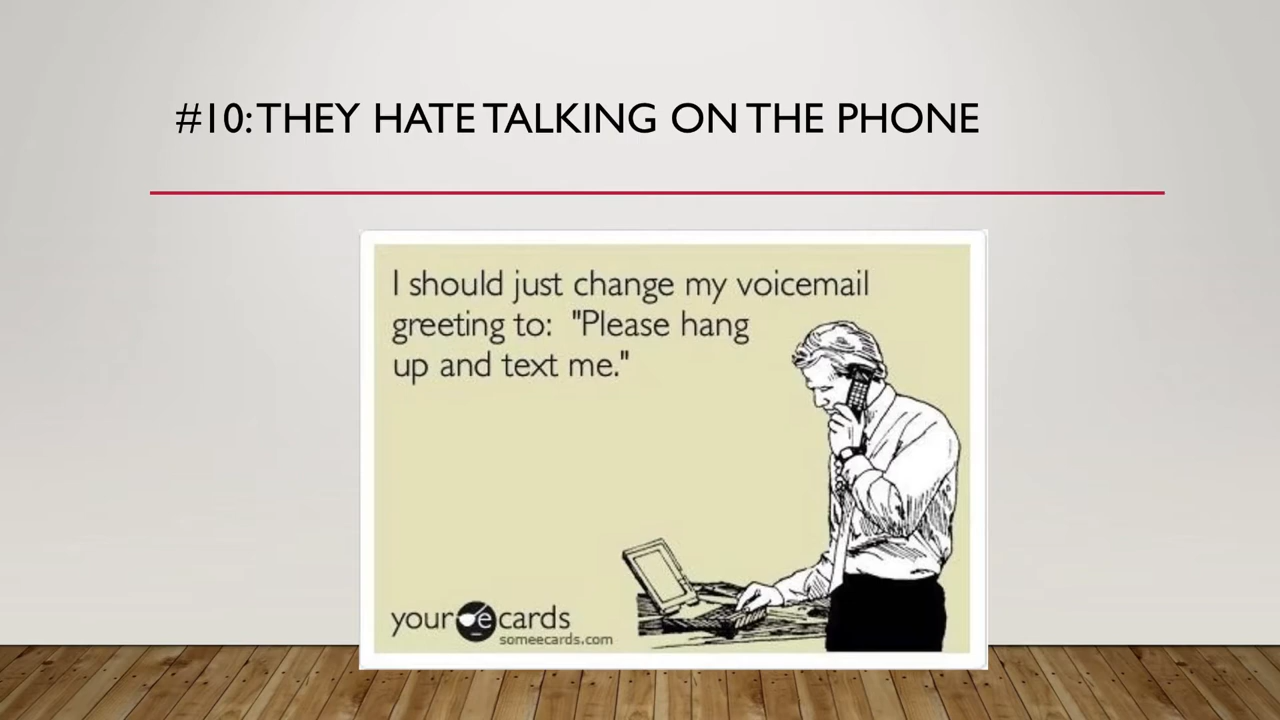 #10: THEY HATE TALKING ON THE PHONE
I should just change my voicemail
greeting to: "Please hang
up and text me."
your e cards
someecards.com